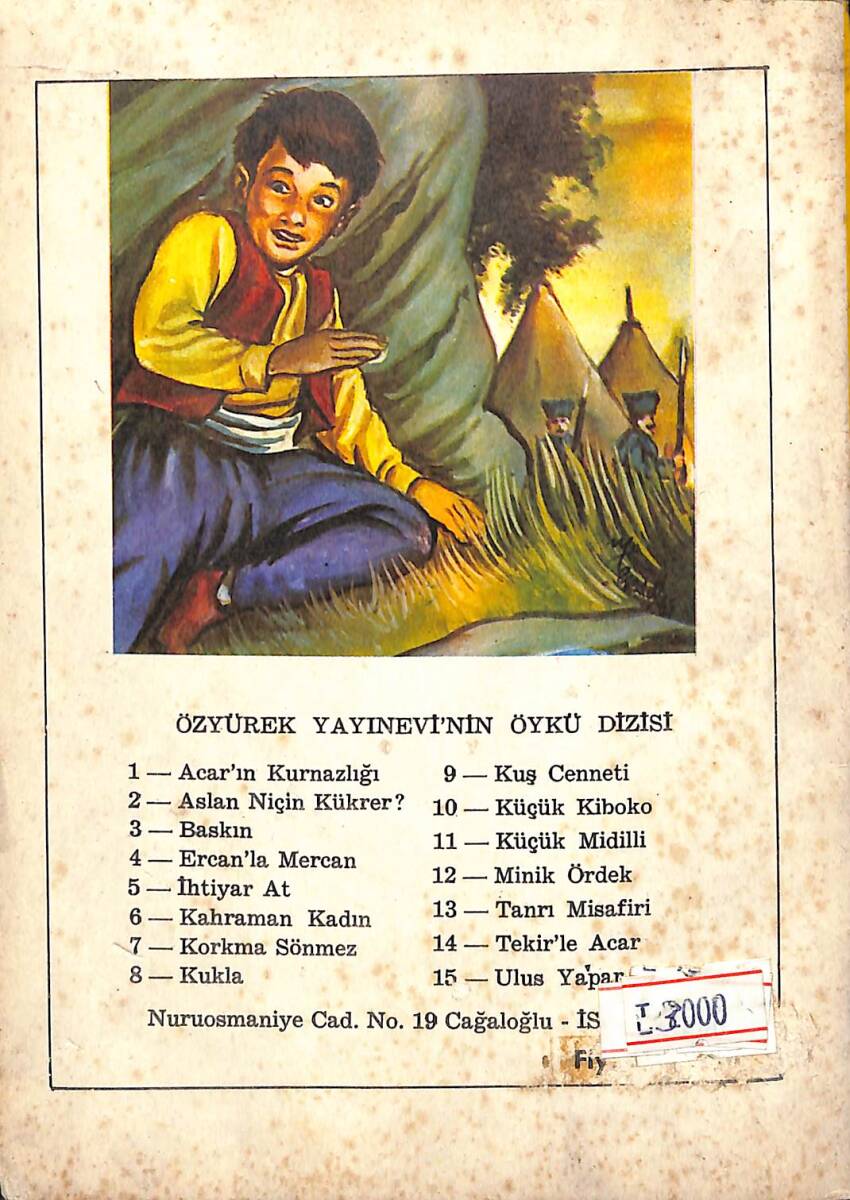 ÖZYÜREK YAYINEVİ'NİN ÖYKÜ DİZİSİ
1 — Acar'ın Kurnazlığı
2 — Aslan Niçin Kükrer?
3 — Baskın
4 — Ercan'la Mercan
5 — İhtiyar At
6 — Kahraman Kadın
7 — Korkma Sönmez
8 — Kukla
9 — Kuş Cenneti
10 — Küçük Kiboko
11 — Küçük Midilli
12 — Minik Ördek
13 — Tanrı Misafiri
14 — Tekir'le Acar
15 — Ulus Yapar
Nuruosmaniye Cad. No. 19 Cağaloğlu - İS
Fiy